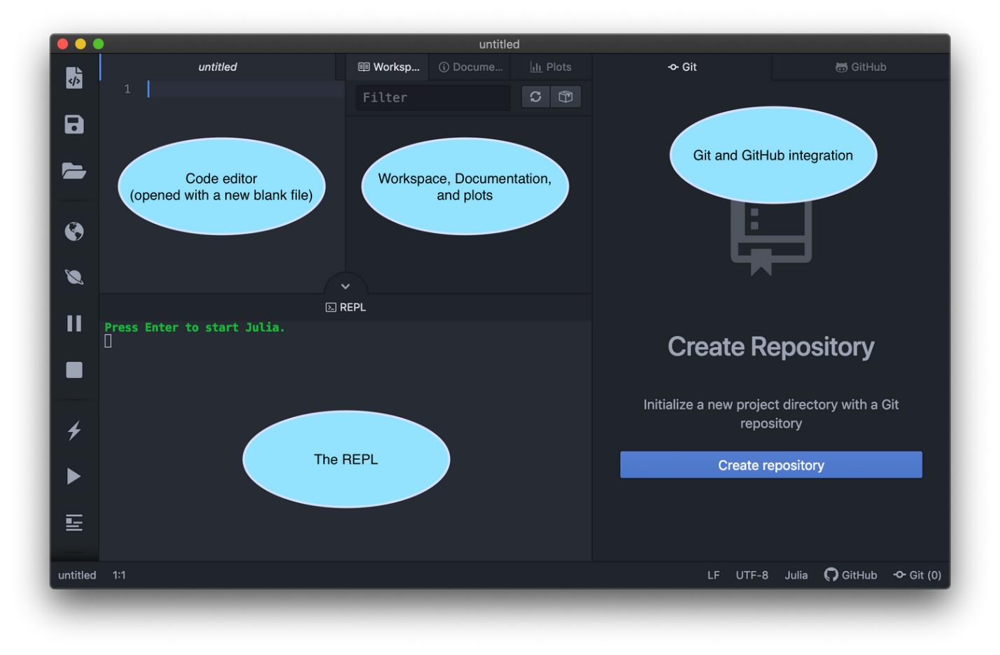 untitled
untitled
Worksp...
Docume...
Plots
Git
GitHub
1
Filter
Code editor
(opened with a new blank file)
Workspace, Documentation,
and plots
Git and GitHub integration
REPL
Press Enter to start Julia.
The REPL
Create Repository
Initialize a new project directory with a Git
repository
Create repository
untitled
1:1
LF
UTF-8
Julia
GitHub
Git (0)